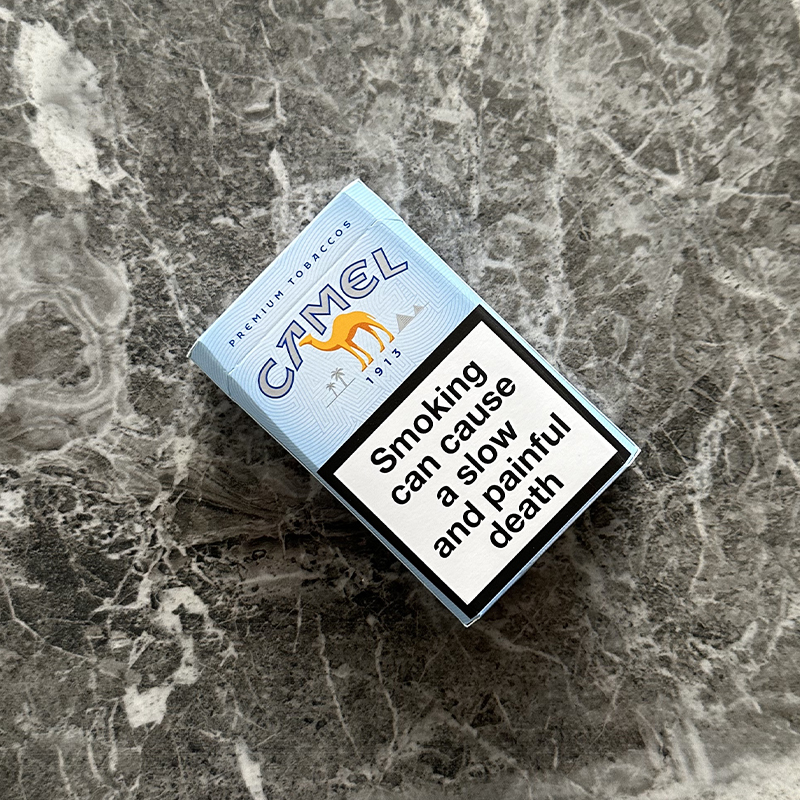 PREMIUM TOBACCOS
CAMEL
1913
Smoking
can cause
a slow
and painful
death